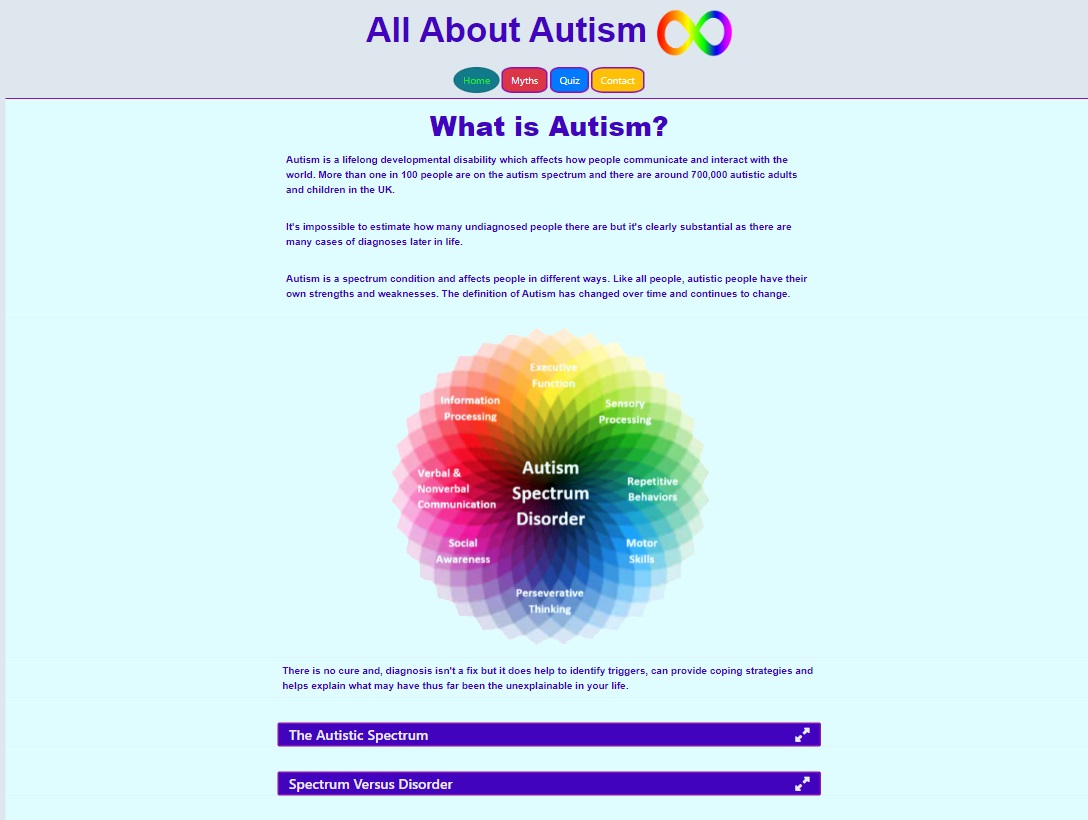 All About Autism
Home Myths Quiz Contact
What is Autism?
Autism is a lifelong developmental disability which affects how people communicate and interact with the
world. More than one in 100 people are on the autism spectrum and there are around 700,000 autistic adults
and children in the UK.
It's impossible to estimate how many undiagnosed people there are but it's clearly substantial as there are
many cases of diagnoses later in life.
Autism is a spectrum condition and affects people in different ways. Like all people, autistic people have their
own strengths and weaknesses. The definition of Autism has changed over time and continues to change.
Executive
Function
Information
Processing
Sensory
Processing
Verbal &
Nonverbal
Communication
Autism
Spectrum
Disorder
Repetitive
Behaviors
Social
Awareness
Motor
Skills
Perseverative
Thinking
There is no cure and, diagnosis isn't a fix but it does help to identify triggers, can provide coping strategies and
helps explain what may have thus far been the unexplainable in your life.
The Autistic Spectrum
Spectrum Versus Disorder